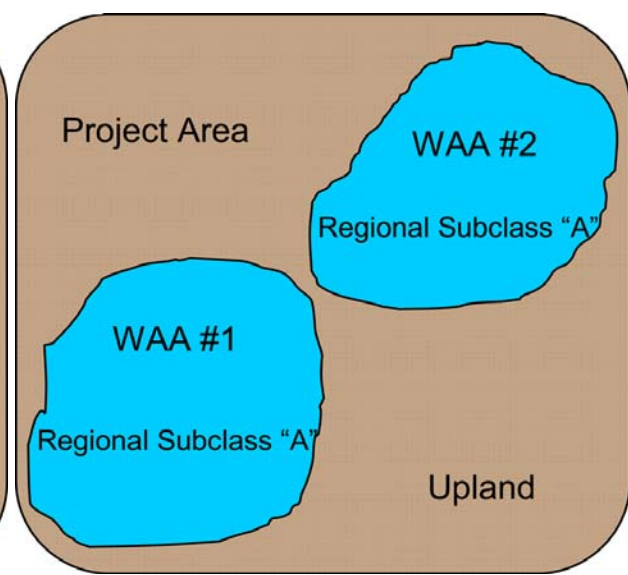 Project Area
WAA #2
Regional Subclass “A”
WAA #1
Regional Subclass “A”
Upland